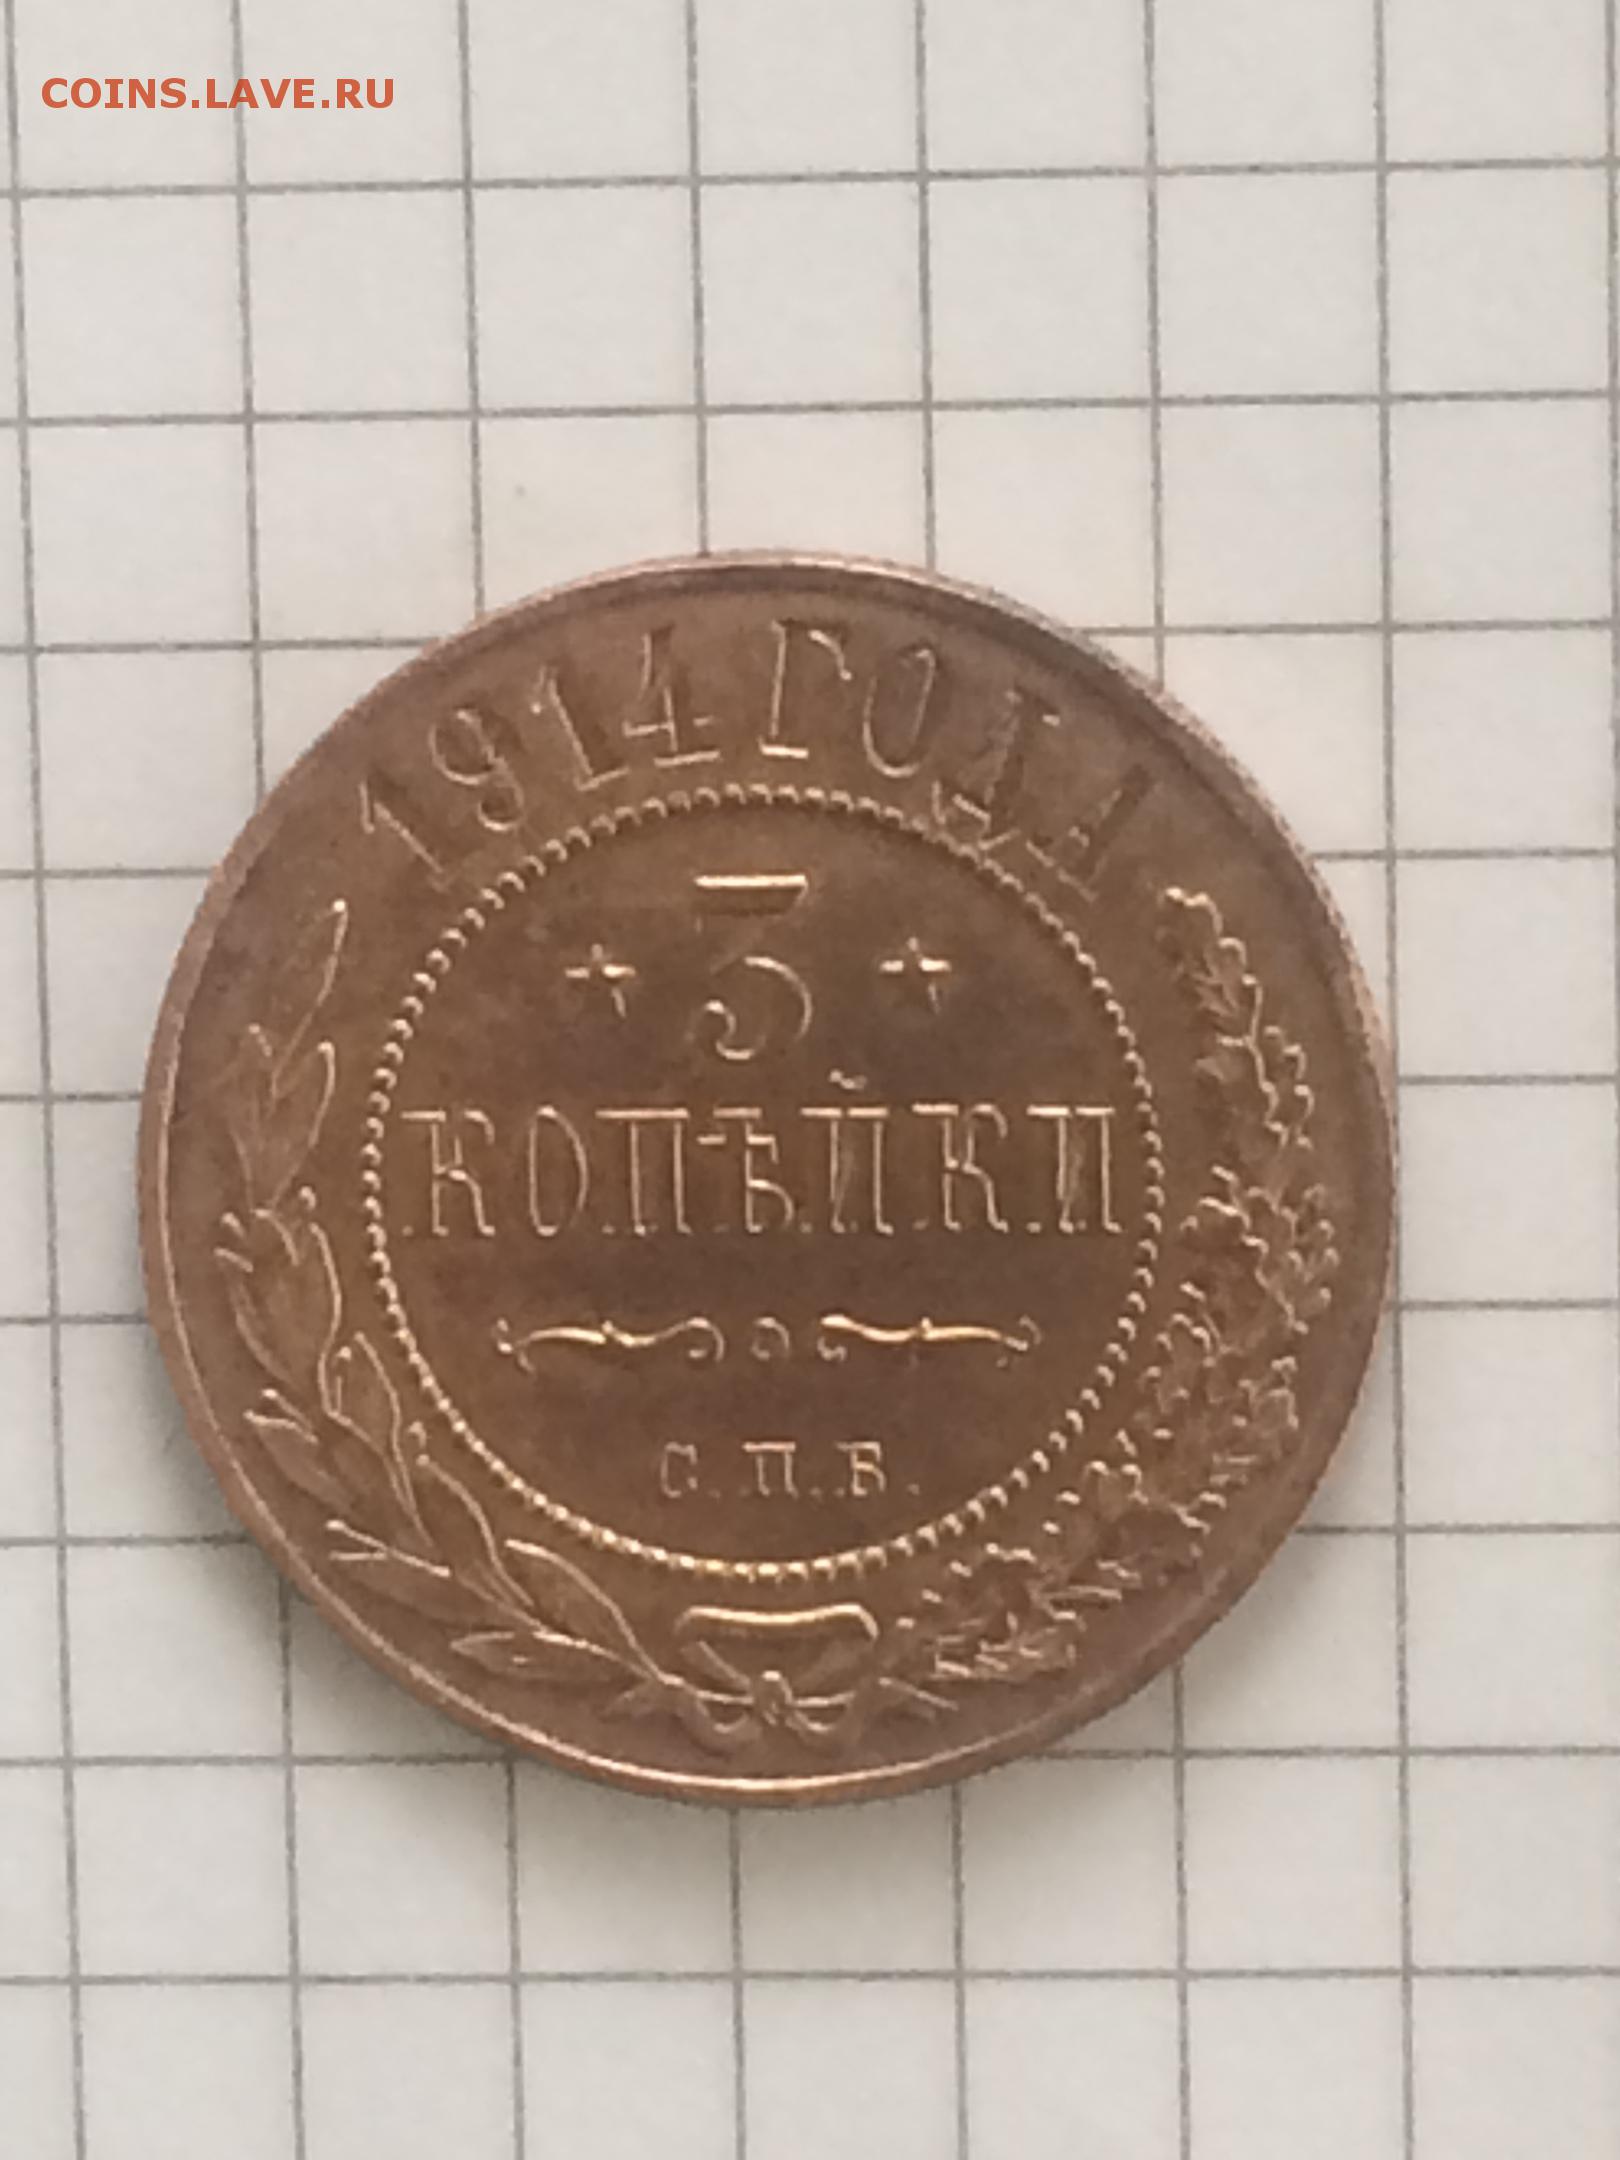 COINS.LAVE.RU
1914 ГОДА
3
КОПѢЙКИ
С.П.Б.